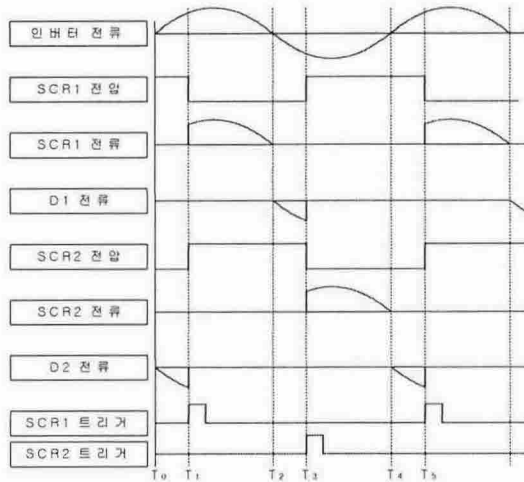 인버터 전류
SCR1 전압
SCR1 전류
D1 전류
SCR2 전압
SCR2 전류
D2 전류
SCR1 트리거
SCR2 트리거
T₀ T₁ T₂ T₃ T₄ T₅